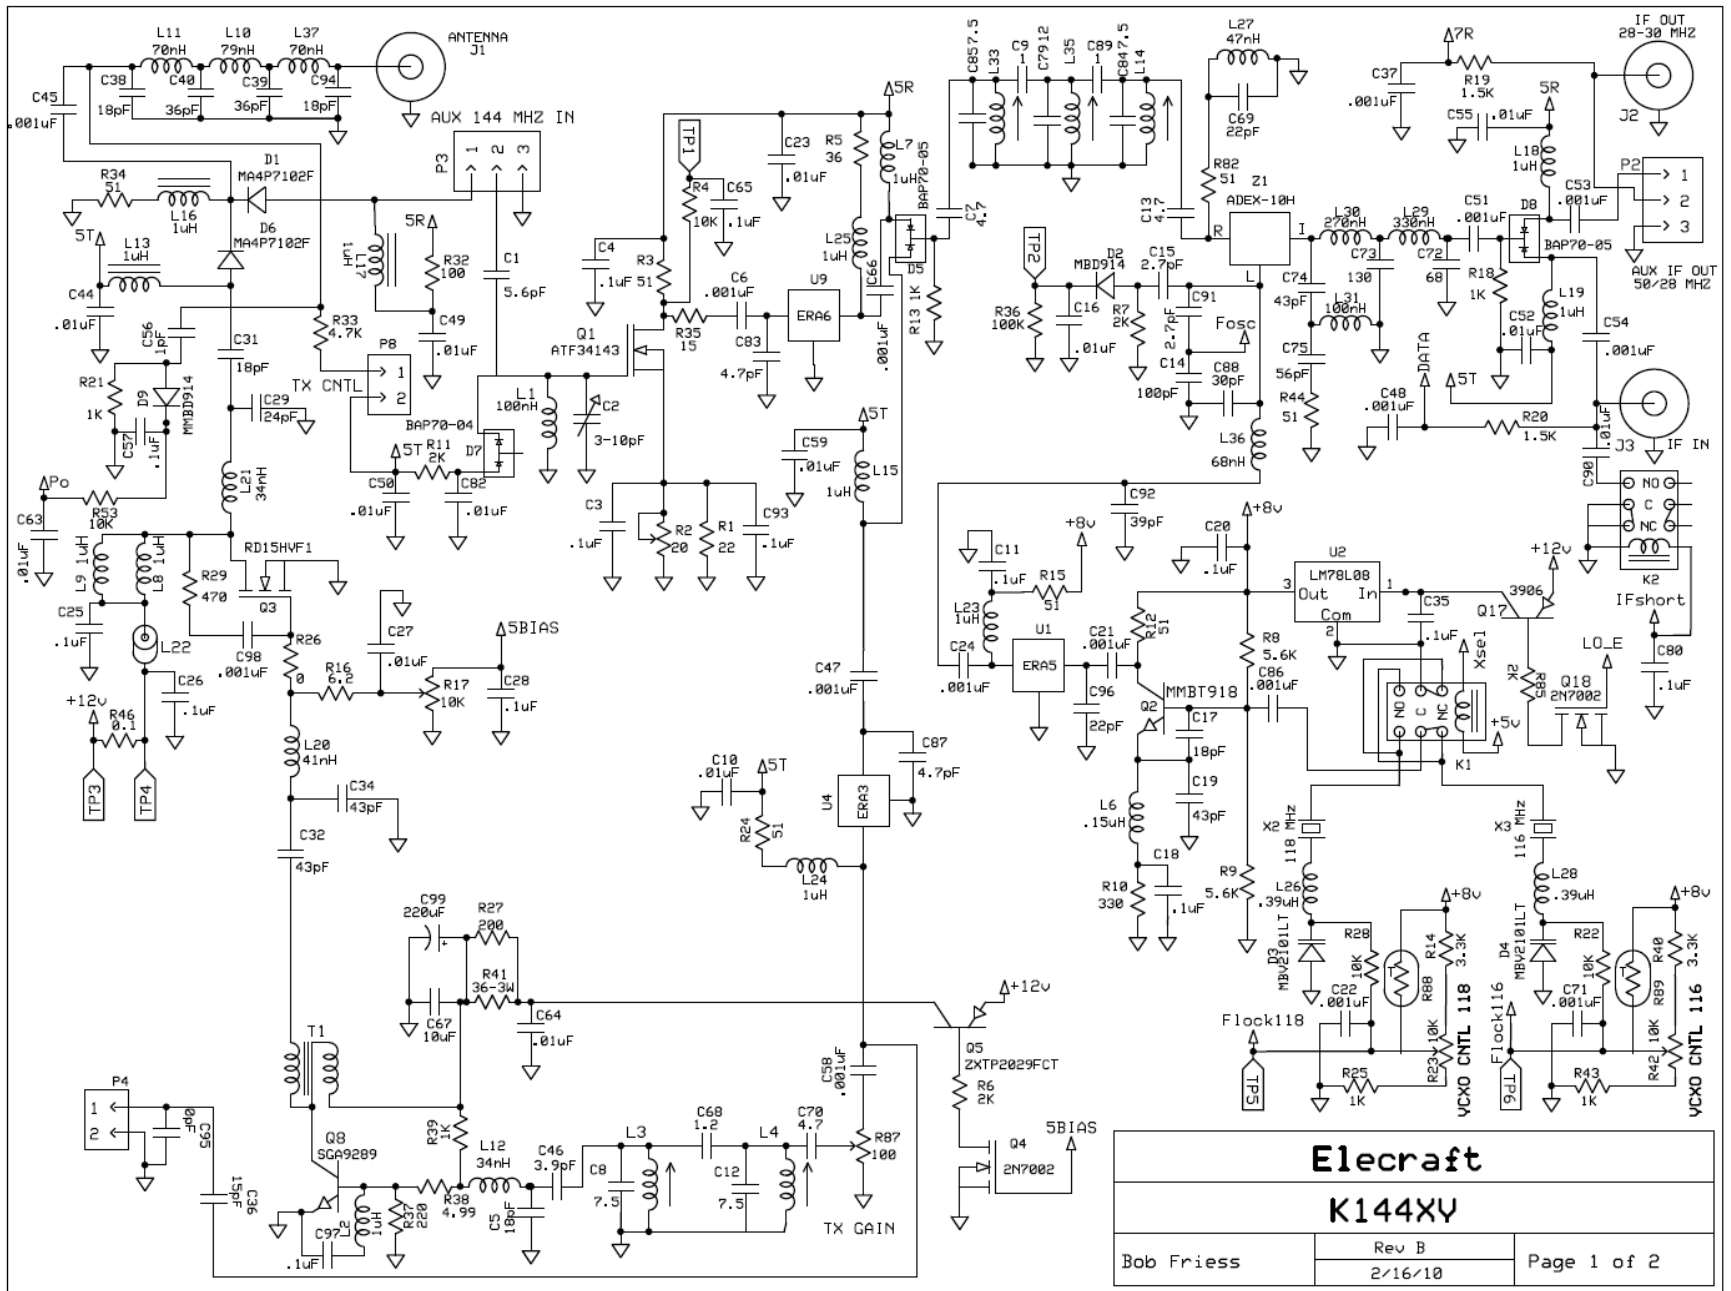 L11
70nH
L10
79nH
L37
70nH
ANTENNA
J1
C45
.001uF
C38
18pF
C40
36pF
C39
36pF
C94
18pF
AUX 144 MHZ IN
P3
1
2
3
R34
51
L16
1uH
D1
MA4P7102F
D6
MA4P7102F
5T
L13
1uH
C44
.01uF
L17
1uH
5R
R32
100
C49
.01uF
C56
1pF
C31
18pF
R33
4.7K
P8
1
2
TX CNTL
R21
1K
D9
MMBD914
C57
.1uF
C29
24pF
L21
34nH
Po
R53
10K
C63
.01uF
C1
5.6pF
BAP70-04
D7
5T
R11
2K
C50
.01uF
C82
.01uF
L1
100nH
C2
3-10pF
Q1
ATF34143
TP1
R4
10K
C65
.1uF
C4
.1uF
R3
51
R35
15
C6
.001uF
C83
4.7pF
U9
ERA6
C23
.01uF
R5
36
5R
L7
1uH
L25
1uH
C66
.001uF
BAP70-05
D5
R13 1K
C7
4.7
C85 7.5
L33
C9
1
C79 12
L35
C89
1
C84 7.5
L14
C13
4.7
L27
47nH
C69
22pF
R82
51
Z1
ADEX-10H
R
I
L
TP2
D2
MBD914
C15
2.7pF
R36
100K
C16
.01uF
R7
2K
C91
2.7pF
Fosc
C14
100pF
C88
30pF
L36
68nH
L30
270nH
L29
330nH
C74
43pF
C73
130
L31
100nH
C75
56pF
R44
51
C72
68
C51
.001uF
R18
1K
D8
BAP70-05
C52
.01uF
L18
1uH
5R
C55
.01uF
C53
.001uF
L19
1uH
C54
.001uF
7R
R19
1.5K
C37
.001uF
IF OUT
28-30 MHZ
J2
P2
1
2
3
AUX IF OUT
50/28 MHZ
DATA
5T
C48
.001uF
R20
1.5K
J3
IF IN
C90
.01uF
NO
C
NC
K2
IFshort
C80
.1uF
C3
.1uF
R2
20
R1
22
C93
.1uF
C59
.01uF
5T
L15
1uH
C92
39pF
+8v
C11
.1uF
R15
51
L23
1uH
C24
.001uF
U1
ERA5
C21
.001uF
C96
22pF
C20
.1uF
+8v
R12
51
R8
5.6K
MMBT918
Q2
C86
.001uF
C17
18pF
C19
43pF
L6
.15uH
C18
.1uF
R10
330
R9
5.6K
U2
LM78L08
3
Out
In
1
Com
2
C35
.1uF
3906
Q17
+12v
R85
2K
Q18
2N7002
LO_E
Xsel
NO
C
NC
K1
+5v
X2
118 MHz
L26
.39uH
D3
MBV2101LT
R28
10K
C22
.001uF
R88
T
R14
3.3K
+8v
R23 10K
VCXO CNTL 118
Flock118
TP5
R25
1K
X3
116 MHz
L28
.39uH
D4
MBV2101LT
R22
10K
C71
.001uF
R89
T
R40
3.3K
+8v
R42 10K
VCXO CNTL 116
Flock116
TP6
R43
1K
L9 1uH
L8 1uH
RD15HVF1
Q3
R29
470
C98
.001uF
C25
.1uF
L22
C26
.1uF
+12v
R46
0.1
TP3
TP4
R26
0
R16
6.2
C27
.01uF
R17
10K
5BIAS
C28
.1uF
L20
41nH
C34
43pF
C32
43pF
C47
.001uF
C87
4.7pF
U4
ERA3
C10
.01uF
5T
R24
51
L24
1uH
C99
220uF
+
R27
200
R41
36-3W
C67
10uF
C64
.01uF
+12v
Q5
ZXTP2029FCT
R6
2K
Q4
2N7002
5BIAS
T1
P4
1
2
0pF
C95
15pF
C36
Q8
SGA9289
C97
.1uF
L2
1uH
R37
220
R39
1K
R38
4.99
L12
34nH
C5
18pF
C46
3.9pF
C8
7.5
L3
C68
1.2
C12
7.5
L4
C70
4.7
C58
.001uF
R87
100
TX GAIN
Elecraft
K144XV
Bob Friess
Rev B
2/16/10
Page 1 of 2